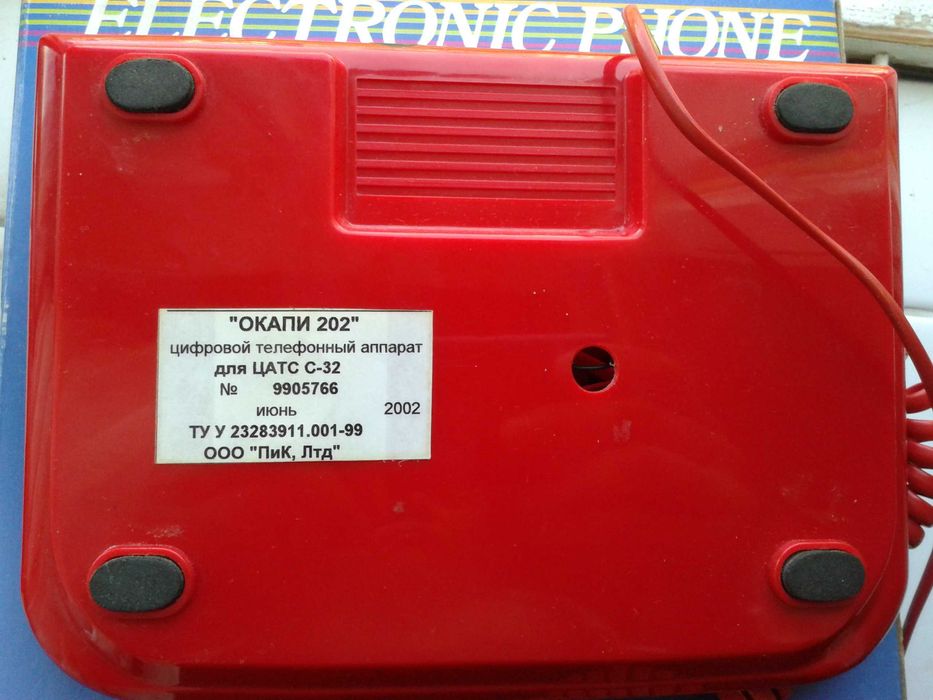 ELECTRONIC PHONE
"ОКАПИ 202"
цифровой телефонный аппарат
для ЦАТС С-32
№ 9905766
июнь 2002
ТУ У 23283911.001-99
ООО "ПиК, Лтд"